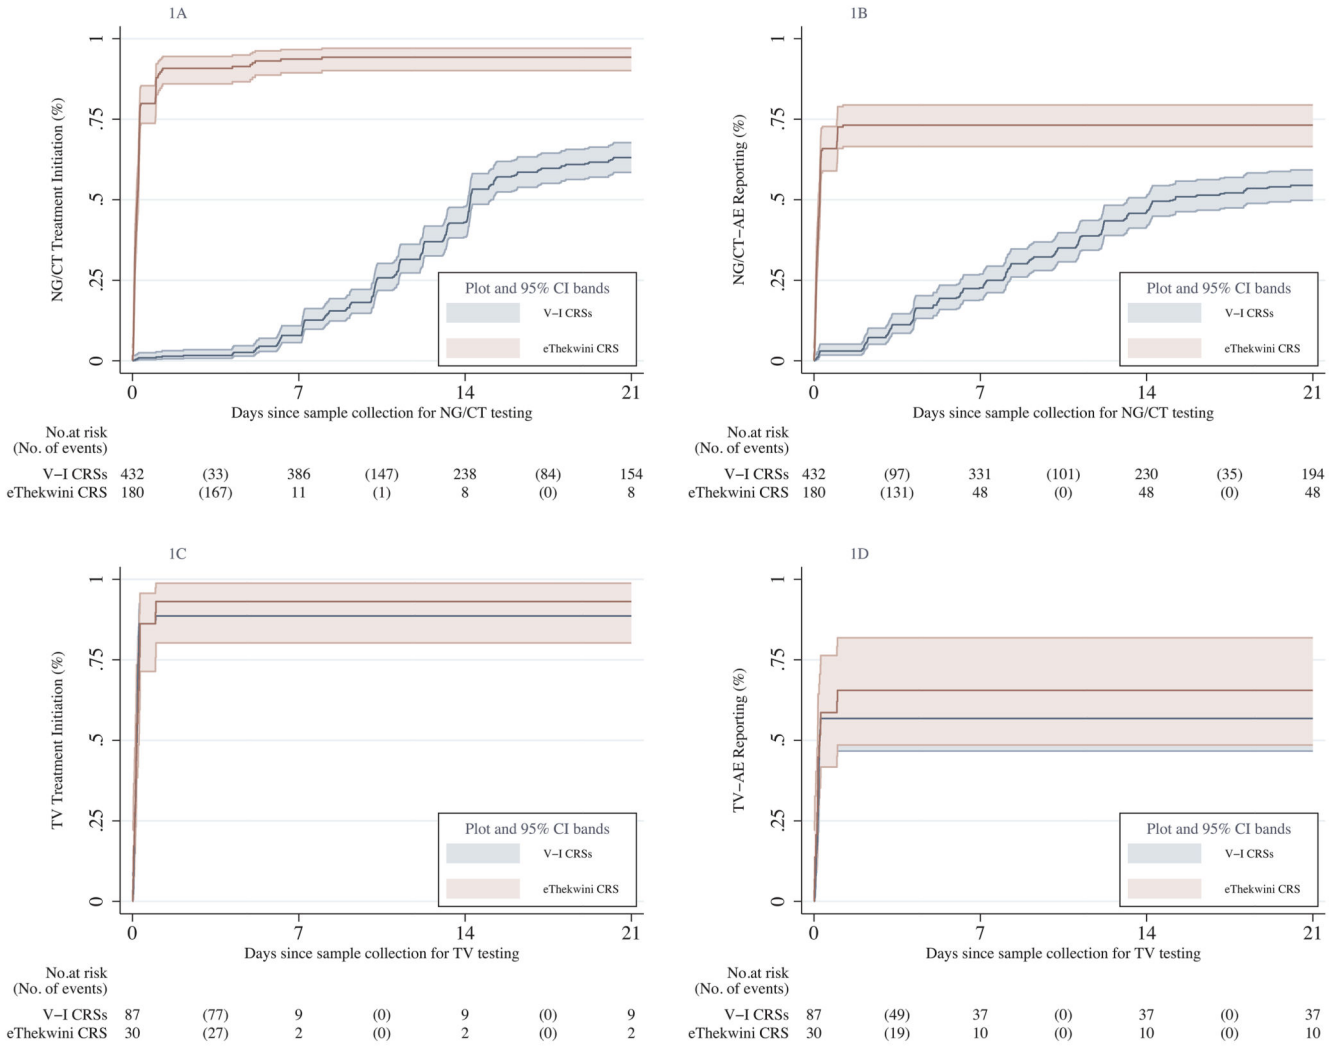 1A
NG/CT Treatment Initiation (%)
1
.75
.5
.25
0
Plot and 95% CI bands
V–I CRSs
eThekwini CRS
0 7 14 21
Days since sample collection for NG/CT testing
No.at risk
(No. of events)
V–I CRSs 432 (33) 386 (147) 238 (84) 154
eThekwini CRS 180 (167) 11 (1) 8 (0) 8
1B
NG/CT–AE Reporting (%)
1
.75
.5
.25
0
Plot and 95% CI bands
V–I CRSs
eThekwini CRS
0 7 14 21
Days since sample collection for NG/CT testing
No.at risk
(No. of events)
V–I CRSs 432 (97) 331 (101) 230 (35) 194
eThekwini CRS 180 (131) 48 (0) 48 (0) 48
1C
TV Treatment Initiation (%)
1
.75
.5
.25
0
Plot and 95% CI bands
V–I CRSs
eThekwini CRS
0 7 14 21
Days since sample collection for TV testing
No.at risk
(No. of events)
V–I CRSs 87 (77) 9 (0) 9 (0) 9
eThekwini CRS 30 (27) 2 (0) 2 (0) 2
1D
TV–AE Reporting (%)
1
.75
.5
.25
0
Plot and 95% CI bands
V–I CRSs
eThekwini CRS
0 7 14 21
Days since sample collection for TV testing
No.at risk
(No. of events)
V–I CRSs 87 (49) 37 (0) 37 (0) 37
eThekwini CRS 30 (19) 10 (0) 10 (0) 10